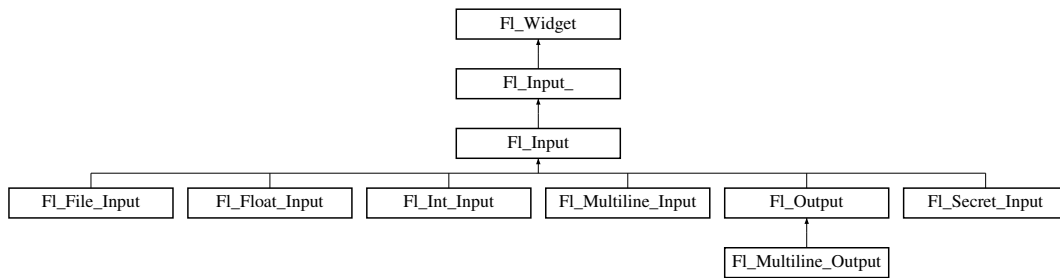 Fl_Widget
Fl_Input_
Fl_Input
Fl_File_Input Fl_Float_Input Fl_Int_Input Fl_Multiline_Input Fl_Output Fl_Secret_Input
Fl_Multiline_Output